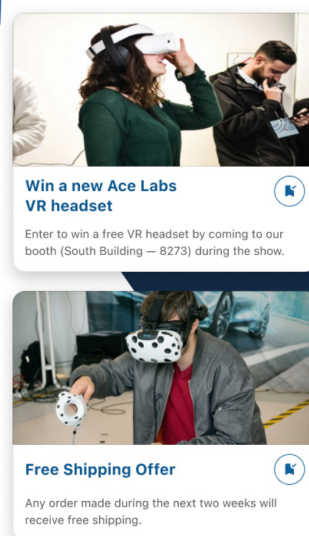 Win a new Ace Labs
VR headset
Enter to win a free VR headset by coming to our
booth (South Building — 8273) during the show.
Free Shipping Offer
Any order made during the next two weeks will
receive free shipping.